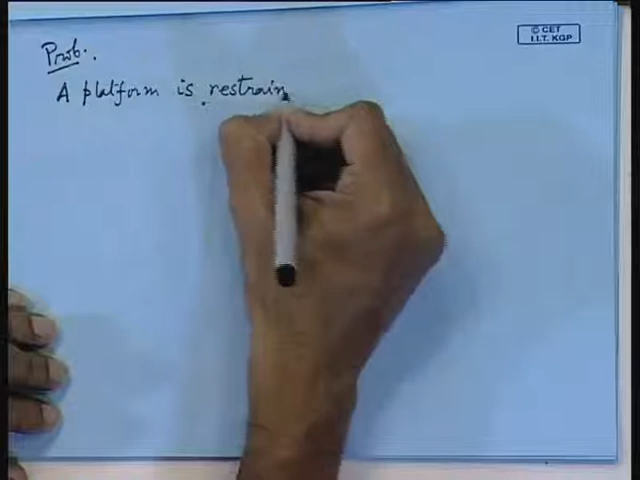 Prob.
© CET
I.I.T. KGP
A platform is restrain